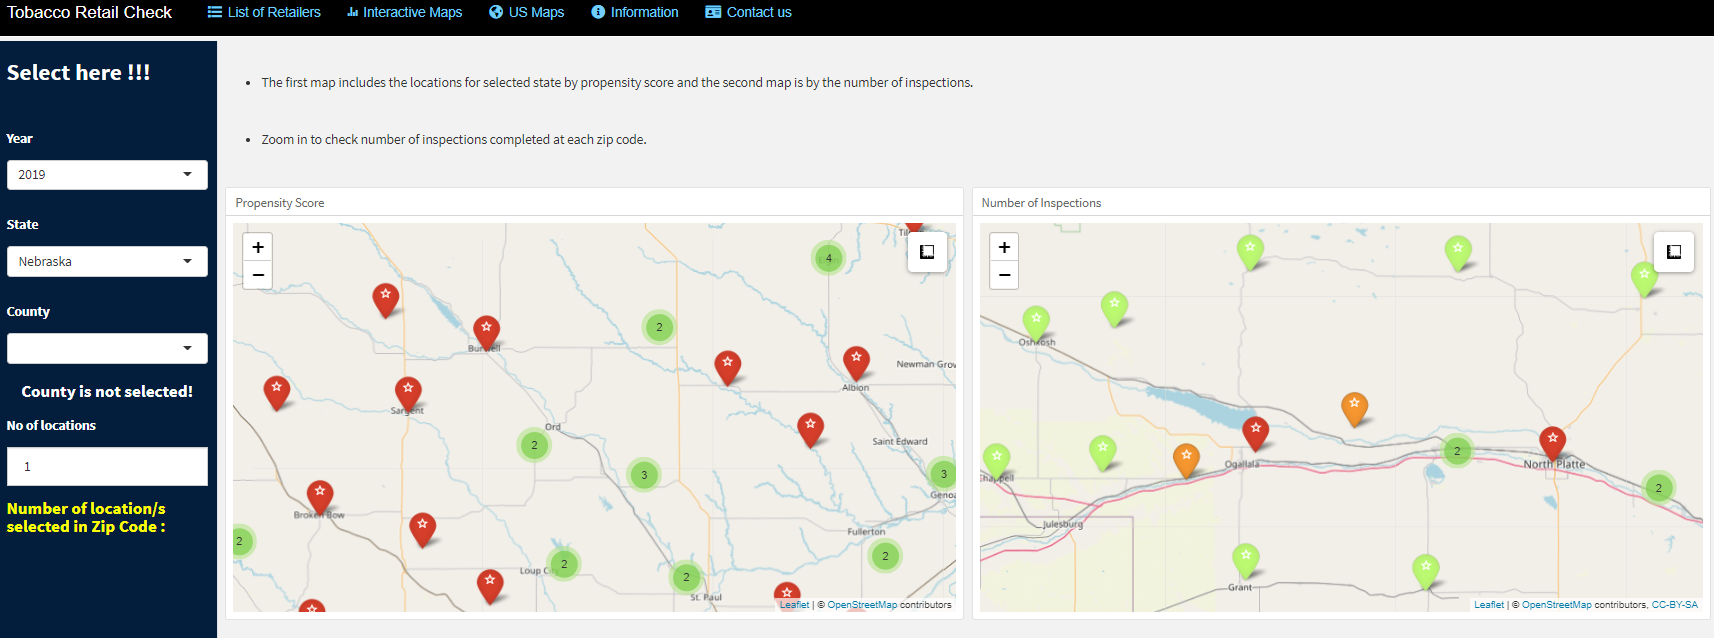 Tobacco Retail Check
List of Retailers
Interactive Maps
US Maps
Information
Contact us
Select here !!!
Year
2019
State
Nebraska
County
County is not selected!
No of locations
1
Number of location/s
selected in Zip Code :
The first map includes the locations for selected state by propensity score and the second map is by the number of inspections.
Zoom in to check number of inspections completed at each zip code.
Propensity Score
+
−
4
2
Burwell
Newman Grov
Albion
Sargent
Ord
2
Saint Edward
3
3
Genoa
Broken Bow
2
Fullerton
2
Loup City
2
2
St. Paul
Leaflet | © OpenStreetMap contributors
Number of Inspections
+
−
Oshkosh
2
Ogallala
North Platte
Chappell
2
Julesburg
Grant
Leaflet | © OpenStreetMap contributors, CC-BY-SA